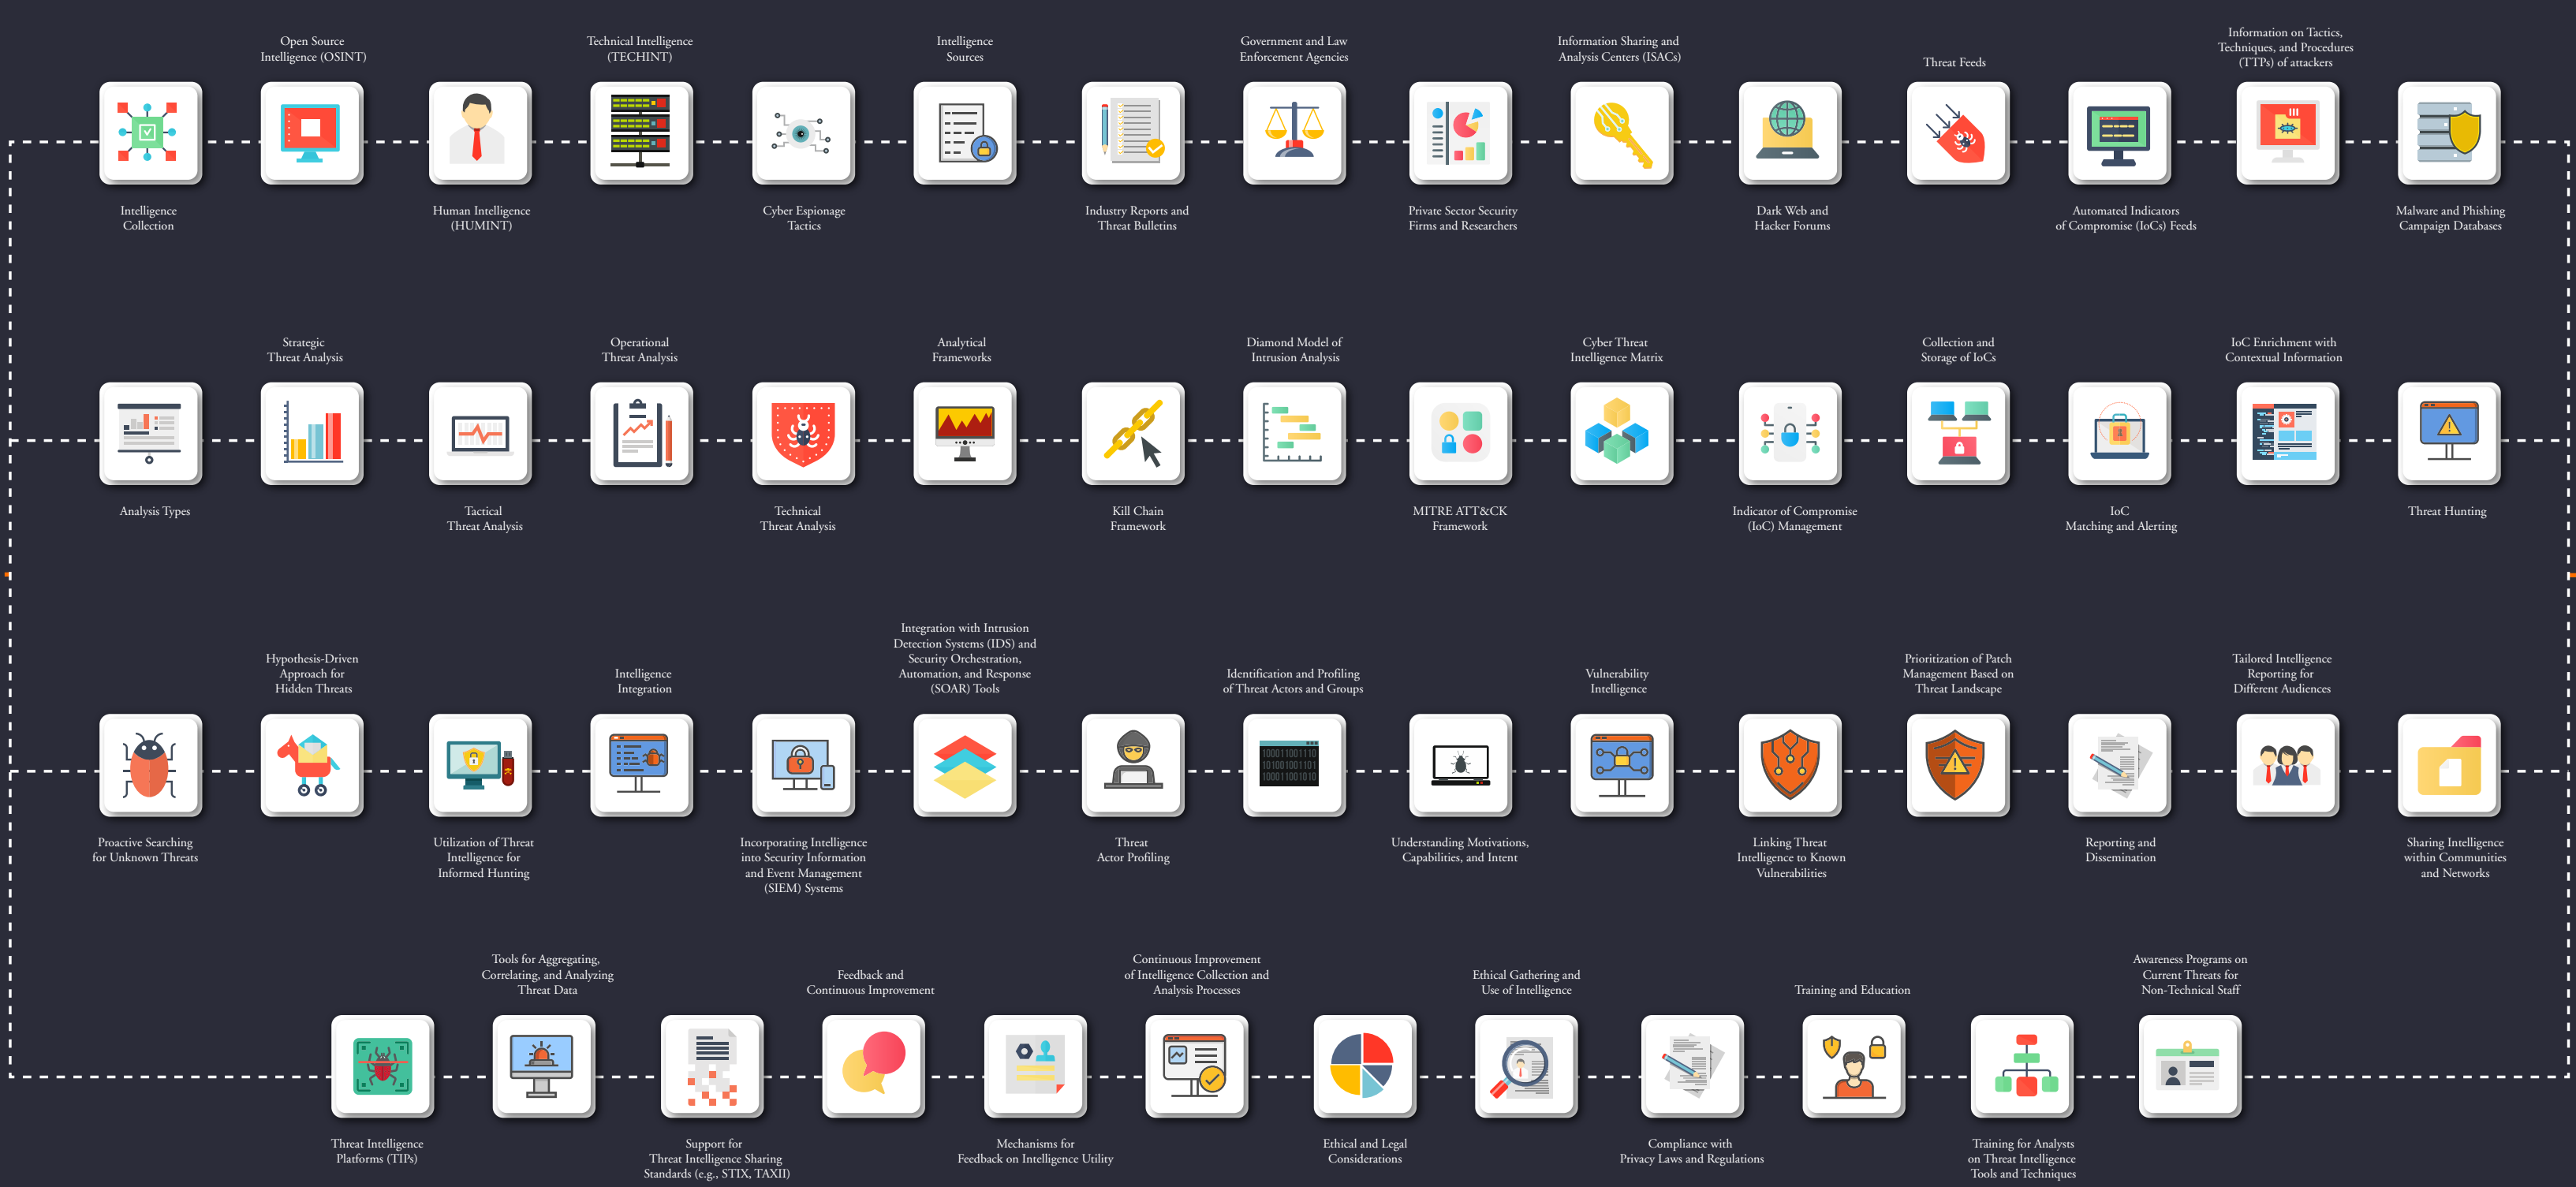 Intelligence
Collection
Open Source
Intelligence (OSINT)
Human Intelligence
(HUMINT)
Technical Intelligence
(TECHINT)
Cyber Espionage
Tactics
Intelligence
Sources
Industry Reports and
Threat Bulletins
Government and Law
Enforcement Agencies
Private Sector Security
Firms and Researchers
Information Sharing and
Analysis Centers (ISACs)
Dark Web and
Hacker Forums
Threat Feeds
Automated Indicators
of Compromise (IoCs) Feeds
Information on Tactics,
Techniques, and Procedures
(TTPs) of attackers
Malware and Phishing
Campaign Databases
Analysis Types
Strategic
Threat Analysis
Tactical
Threat Analysis
Operational
Threat Analysis
Technical
Threat Analysis
Analytical
Frameworks
Kill Chain
Framework
Diamond Model of
Intrusion Analysis
MITRE ATT&CK
Framework
Cyber Threat
Intelligence Matrix
Indicator of Compromise
(IoC) Management
Collection and
Storage of IoCs
IoC
Matching and Alerting
IoC Enrichment with
Contextual Information
Threat Hunting
Proactive Searching
for Unknown Threats
Hypothesis-Driven
Approach for
Hidden Threats
Utilization of Threat
Intelligence for
Informed Hunting
Intelligence
Integration
Incorporating Intelligence
into Security Information
and Event Management
(SIEM) Systems
Integration with Intrusion
Detection Systems (IDS) and
Security Orchestration,
Automation, and Response
(SOAR) Tools
Threat
Actor Profiling
Identification and Profiling
of Threat Actors and Groups
100011001110
101001001101
100011001010
Understanding Motivations,
Capabilities, and Intent
Vulnerability
Intelligence
Linking Threat
Intelligence to Known
Vulnerabilities
Prioritization of Patch
Management Based on
Threat Landscape
Reporting and
Dissemination
Tailored Intelligence
Reporting for
Different Audiences
Sharing Intelligence
within Communities
and Networks
Threat Intelligence
Platforms (TIPs)
Tools for Aggregating,
Correlating, and Analyzing
Threat Data
Support for
Threat Intelligence Sharing
Standards (e.g., STIX, TAXII)
Feedback and
Continuous Improvement
Mechanisms for
Feedback on Intelligence Utility
Continuous Improvement
of Intelligence Collection and
Analysis Processes
Ethical and Legal
Considerations
Ethical Gathering and
Use of Intelligence
Compliance with
Privacy Laws and Regulations
Training and Education
Training for Analysts
on Threat Intelligence
Tools and Techniques
Awareness Programs on
Current Threats for
Non-Technical Staff